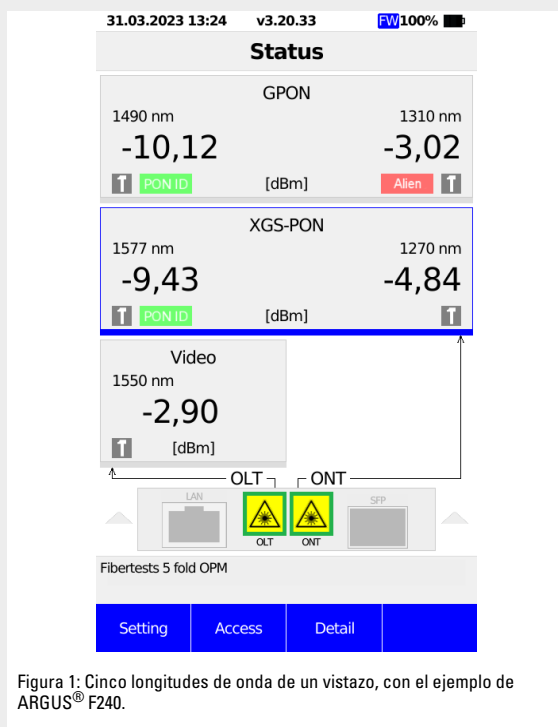 31.03.2023 13:24 v3.20.33 FW 100%
Status
GPON
1490 nm 1310 nm
-10,12 -3,02
PON ID [dBm] Alien
XGS-PON
1577 nm 1270 nm
-9,43 -4,84
PON ID [dBm]
Video
1550 nm
-2,90
[dBm]
OLT ONT
LAN SFP
OLT ONT
Fibertests 5 fold OPM
Setting Access Detail
Figura 1: Cinco longitudes de onda de un vistazo, con el ejemplo de
ARGUS® F240.